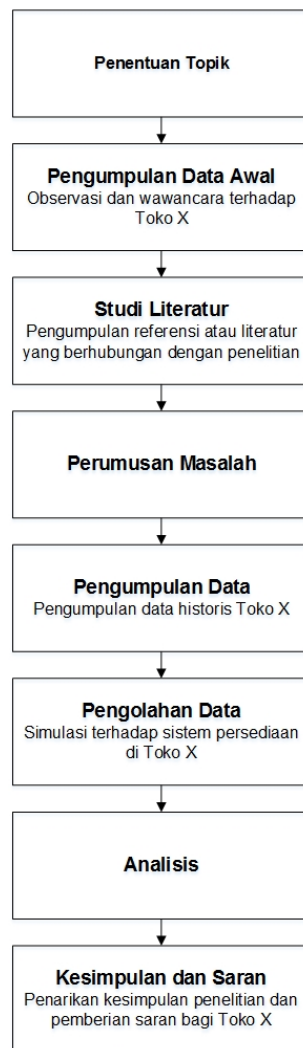 Penentuan Topik
Pengumpulan Data Awal
Observasi dan wawancara terhadap
Toko X
Studi Literatur
Pengumpulan referensi atau literatur
yang berhubungan dengan penelitian
Perumusan Masalah
Pengumpulan Data
Pengumpulan data historis Toko X
Pengolahan Data
Simulasi terhadap sistem persediaan
di Toko X
Analisis
Kesimpulan dan Saran
Penarikan kesimpulan penelitian dan
pemberian saran bagi Toko X